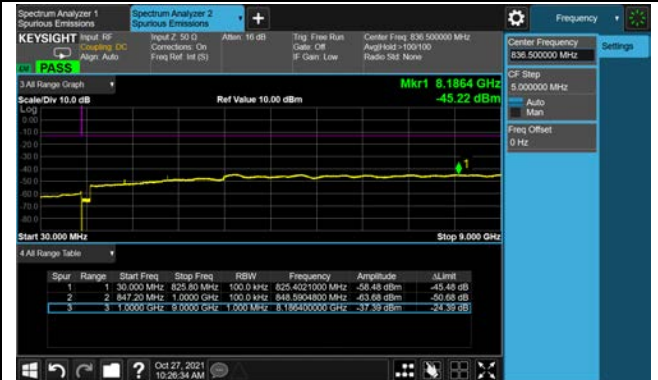 Spectrum Analyzer 1
Spurious Emissions
Spectrum Analyzer 2
Spurious Emissions
+
Frequency
KEYSIGHT
Input: RF
Coupling: DC
Align: Auto
Input Z: 50 Ω
Corrections: On
Freq Ref: Int (S)
Atten: 16 dB
Trig: Free Run
Gate: Off
IF Gain: Low
Center Freq: 836.500000 MHz
Avg|Hold:>100/100
Radio Std: None
PASS
3 All Range Graph
Mkr1 8.1864 GHz
-45.22 dBm
Scale/Div 10.0 dB
Ref Value 10.00 dBm
Log
0.00
-10.0
-20.0
-30.0
-40.0
-50.0
-60.0
-70.0
-80.0
1
Start 30.000 MHz
Stop 9.000 GHz
4 All Range Table
Spur Range Start Freq Stop Freq RBW Frequency Amplitude ΔLimit
1 1 30.000 MHz 825.80 MHz 100.0 kHz 825.4021000 MHz -58.48 dBm -45.48 dB
2 2 847.20 MHz 1.0000 GHz 100.0 kHz 848.5904800 MHz -63.68 dBm -50.68 dB
3 3 1.0000 GHz 9.0000 GHz 1.000 MHz 8.186400000 GHz -37.39 dBm -24.39 dB
Center Frequency
836.500000 MHz
Settings
CF Step
5.000000 MHz
Auto
Man
Freq Offset
0 Hz
?
Oct 27, 2021
10:26:34 AM